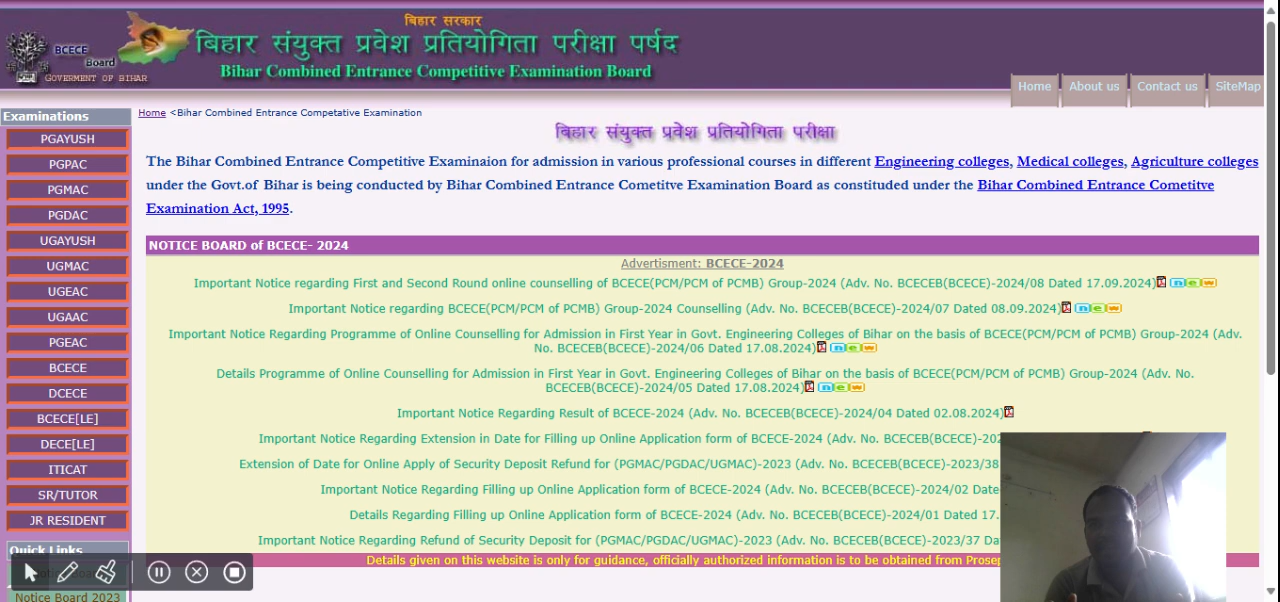 बिहार सरकार
बिहार संयुक्त प्रवेश प्रतियोगिता परीक्षा पर्षद
Bihar Combined Entrance Competitive Examination Board
BCECE
Board
GOVERMENT OF BIHAR
Home
About us
Contact us
SiteMap
Examinations
PGAYUSH
PGPAC
PGMAC
PGDAC
UGAYUSH
UGMAC
UGEAC
UGAAC
PGEAC
BCECE
DCECE
BCECE[LE]
DECE[LE]
ITICAT
SR/TUTOR
JR RESIDENT
Quick Links
Notice Board 2023
Home <Bihar Combined Entrance Competative Examination
बिहार संयुक्त प्रवेश प्रतियोगिता परीक्षा
The Bihar Combined Entrance Competitive Examinaion for admission in various professional courses in different Engineering colleges, Medical colleges, Agriculture colleges
under the Govt.of Bihar is being conducted by Bihar Combined Entrance Cometitve Examination Board as constituded under the Bihar Combined Entrance Cometitve
Examination Act, 1995.
NOTICE BOARD of BCECE- 2024
Advertisment: BCECE-2024
Important Notice regarding First and Second Round online counselling of BCECE(PCM/PCM of PCMB) Group-2024 (Adv. No. BCECEB(BCECE)-2024/08 Dated 17.09.2024) new
Important Notice regarding BCECE(PCM/PCM of PCMB) Group-2024 Counselling (Adv. No. BCECEB(BCECE)-2024/07 Dated 08.09.2024) new
Important Notice Regarding Programme of Online Counselling for Admission in First Year in Govt. Engineering Colleges of Bihar on the basis of BCECE(PCM/PCM of PCMB) Group-2024 (Adv.
No. BCECEB(BCECE)-2024/06 Dated 17.08.2024) new
Details Programme of Online Counselling for Admission in First Year in Govt. Engineering Colleges of Bihar on the basis of BCECE(PCM/PCM of PCMB) Group-2024 (Adv. No.
BCECEB(BCECE)-2024/05 Dated 17.08.2024) new
Important Notice Regarding Result of BCECE-2024 (Adv. No. BCECEB(BCECE)-2024/04 Dated 02.08.2024)
Important Notice Regarding Extension in Date for Filling up Online Application form of BCECE-2024 (Adv. No. BCECEB(BCECE)-202
Extension of Date for Online Apply of Security Deposit Refund for (PGMAC/PGDAC/UGMAC)-2023 (Adv. No. BCECEB(BCECE)-2023/38
Important Notice Regarding Filling up Online Application form of BCECE-2024 (Adv. No. BCECEB(BCECE)-2024/02 Date
Details Regarding Filling up Online Application form of BCECE-2024 (Adv. No. BCECEB(BCECE)-2024/01 Dated 17.
Important Notice Regarding Refund of Security Deposit for (PGMAC/PGDAC/UGMAC)-2023 (Adv. No. BCECEB(BCECE)-2023/37 Da
Details given on this website is only for guidance, officially authorized information is to be obtained from Prosep